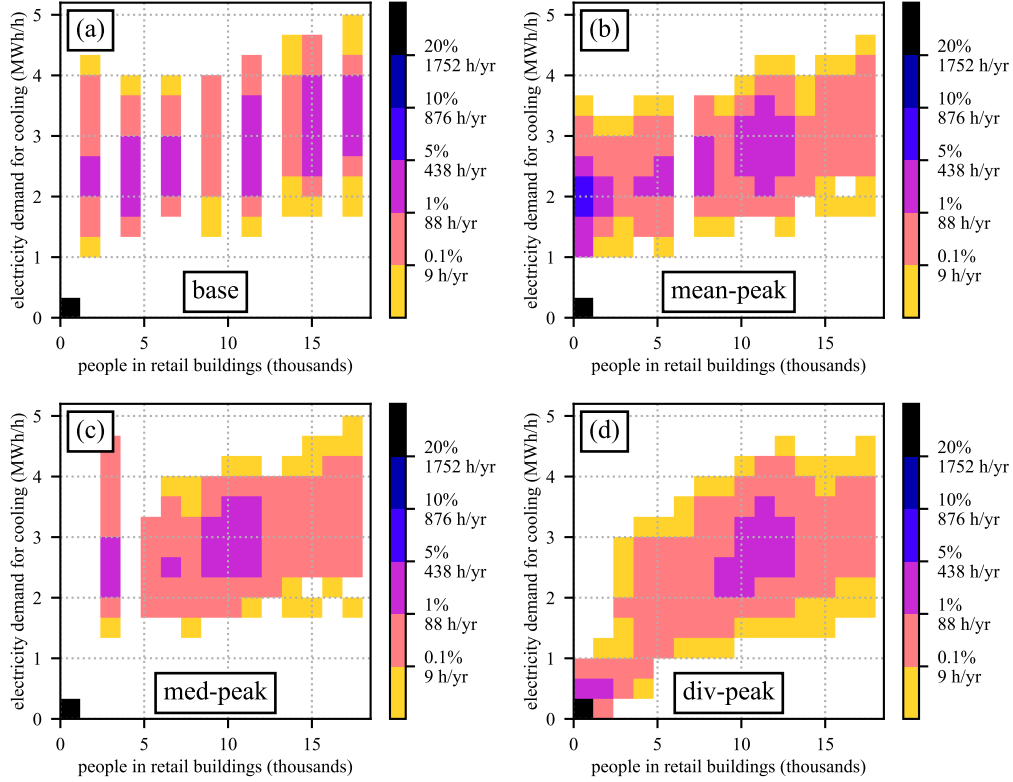 (a)
base
electricity demand for cooling (MWh/h)
5
4
3
2
1
0
0
5
10
15
people in retail buildings (thousands)
20%
1752 h/yr
10%
876 h/yr
5%
438 h/yr
1%
88 h/yr
0.1%
9 h/yr
(b)
mean-peak
electricity demand for cooling (MWh/h)
5
4
3
2
1
0
0
5
10
15
people in retail buildings (thousands)
20%
1752 h/yr
10%
876 h/yr
5%
438 h/yr
1%
88 h/yr
0.1%
9 h/yr
(c)
med-peak
electricity demand for cooling (MWh/h)
5
4
3
2
1
0
0
5
10
15
people in retail buildings (thousands)
20%
1752 h/yr
10%
876 h/yr
5%
438 h/yr
1%
88 h/yr
0.1%
9 h/yr
(d)
div-peak
electricity demand for cooling (MWh/h)
5
4
3
2
1
0
0
5
10
15
people in retail buildings (thousands)
20%
1752 h/yr
10%
876 h/yr
5%
438 h/yr
1%
88 h/yr
0.1%
9 h/yr